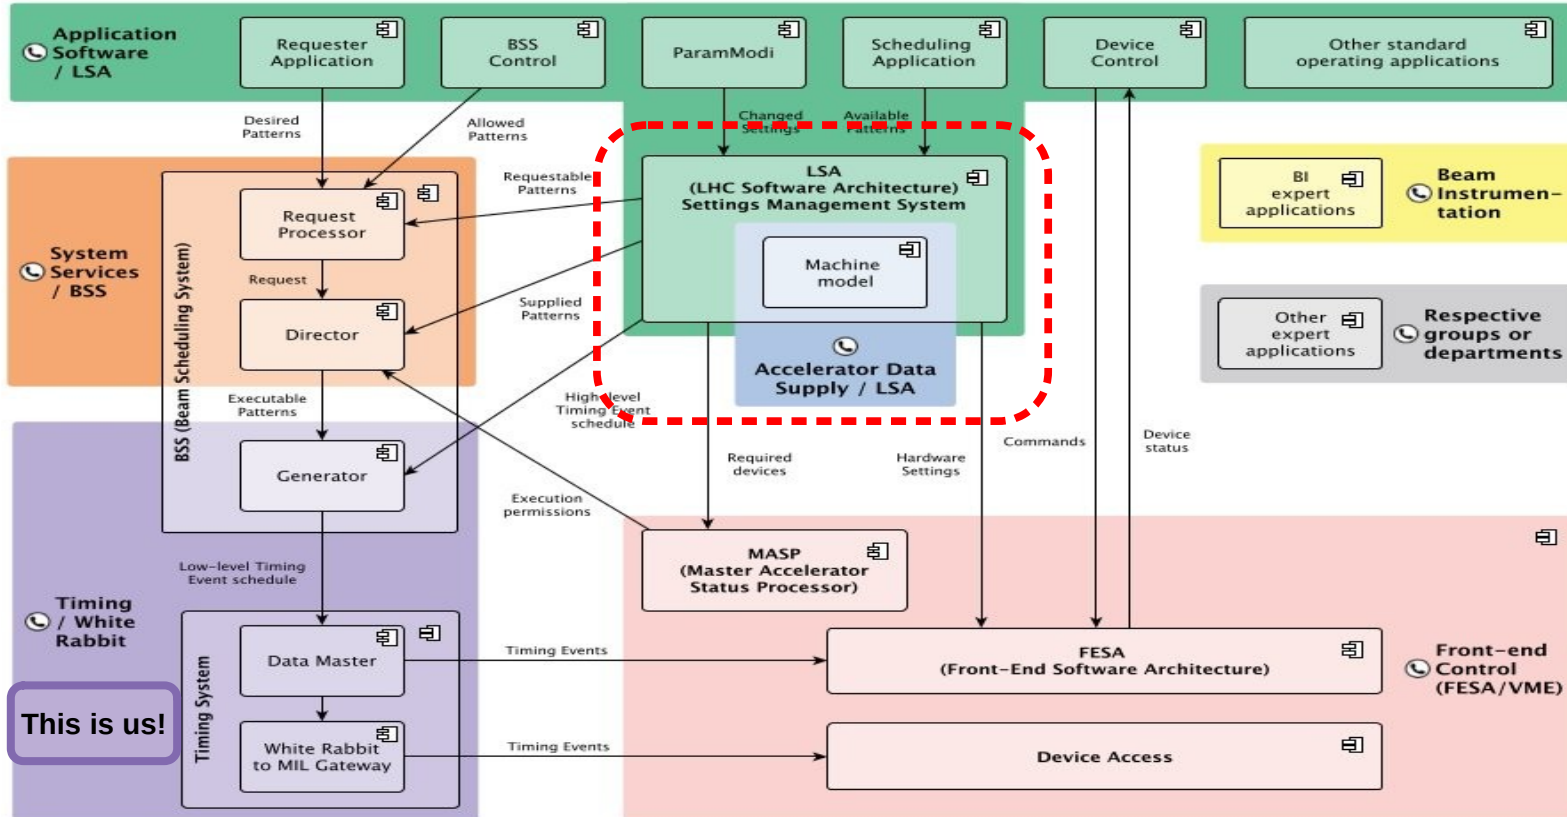 Application
Software
/ LSA
Requester
Application
BSS
Control
ParamModi
Scheduling
Application
Device
Control
Other standard
operating applications
Desired
Patterns
Allowed
Patterns
Changed
Settings
Available
Patterns
Requestable
Patterns
LSA
(LHC Software Architecture)
Settings Management System
Machine
model
Accelerator Data
Supply / LSA
BI
expert
applications
Beam
Instrumen-
tation
Other
expert
applications
Respective
groups or
departments
System
Services
/ BSS
BSS (Beam Scheduling System)
Request
Processor
Request
Director
Supplied
Patterns
Executable
Patterns
High-level
Timing Event
schedule
Generator
Execution
permissions
Required
devices
Hardware
Settings
Commands
Device
status
Low-level Timing
Event schedule
MASP
(Master Accelerator
Status Processor)
Timing
/ White
Rabbit
This is us!
Timing System
Data Master
Timing Events
FESA
(Front-End Software Architecture)
Front-end
Control
(FESA/VME)
White Rabbit
to MIL Gateway
Timing Events
Device Access